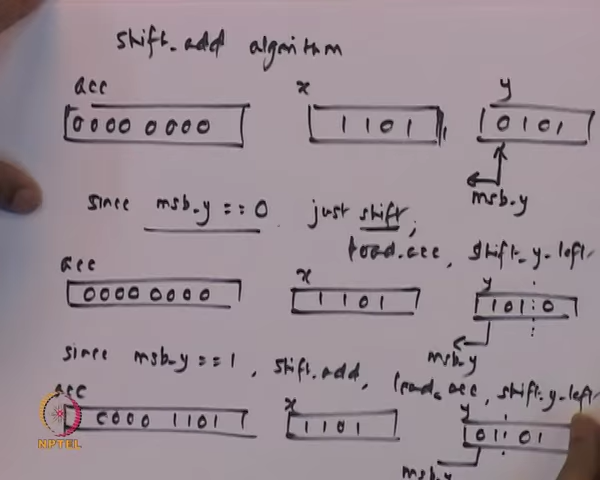 shift-add algorithm
acc x y
0000 0000 1101 0101
msb-y
since msb-y == 0 just shift;
load.acc, shift-y-left
acc x y
0000 0000 1101 101:0
msb-y
since msb-y == 1, shift.add, load.acc, shift-y-left
acc x y
0000 1101 1101 01:01
msb-y
NPTEL